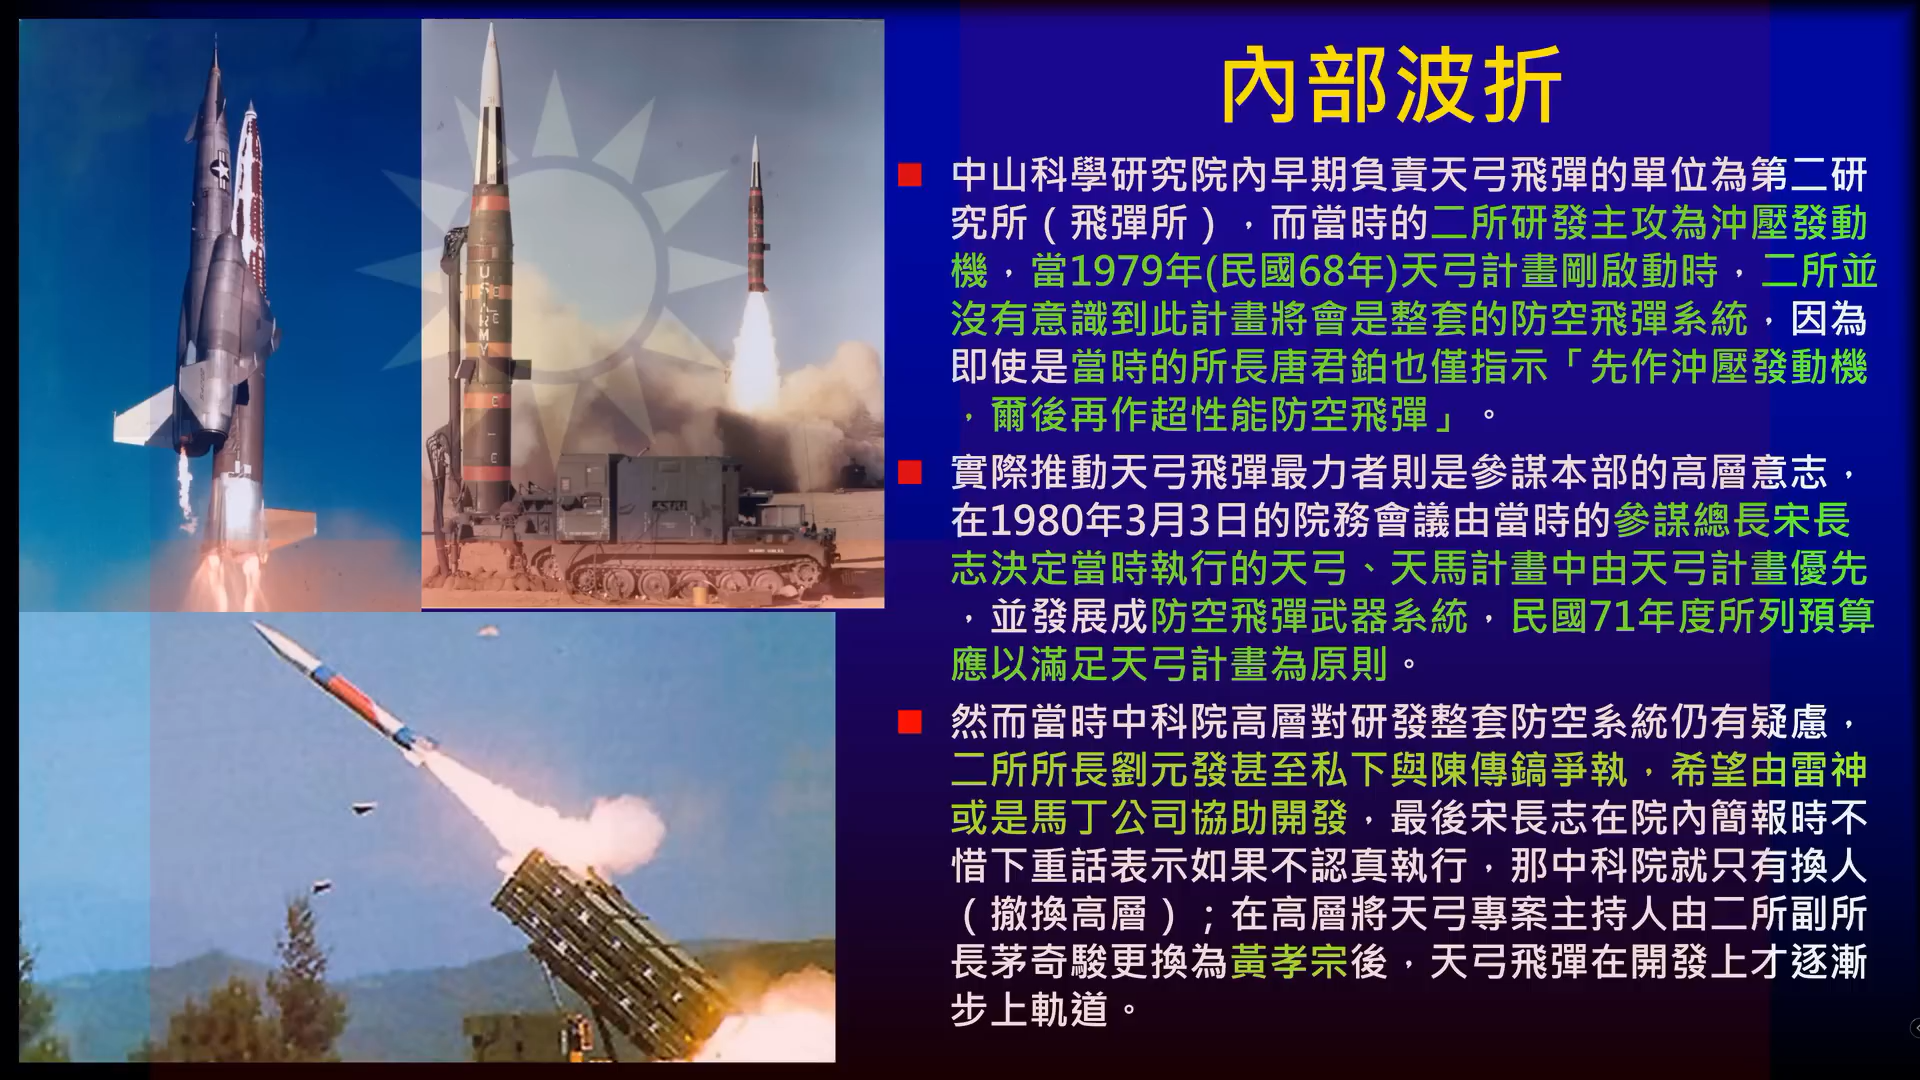 內部波折
中山科學研究院內早期負責天弓飛彈的單位為第二研
究所（飛彈所），而當時的二所研發主攻為沖壓發動
機，當1979年(民國68年)天弓計畫剛啟動時，二所並
沒有意識到此計畫將會是整套的防空飛彈系統，因為
即使是當時的所長唐君鉑也僅指示「先作沖壓發動機
，爾後再作超性能防空飛彈」。
實際推動天弓飛彈最力者則是參謀本部的高層意志，
在1980年3月3日的院務會議由當時的參謀總長宋長
志決定當時執行的天弓、天馬計畫中由天弓計畫優先
，並發展成防空飛彈武器系統，民國71年度所列預算
應以滿足天弓計畫為原則。
然而當時中科院高層對研發整套防空系統仍有疑慮，
二所所長劉元發甚至私下與陳傳鎬爭執，希望由雷神
或是馬丁公司協助開發，最後宋長志在院內簡報時不
惜下重話表示如果不認真執行，那中科院就只有換人
（撤換高層）；在高層將天弓專案主持人由二所副所
長茅奇駿更換為黃孝宗後，天弓飛彈在開發上才逐漸
步上軌道。